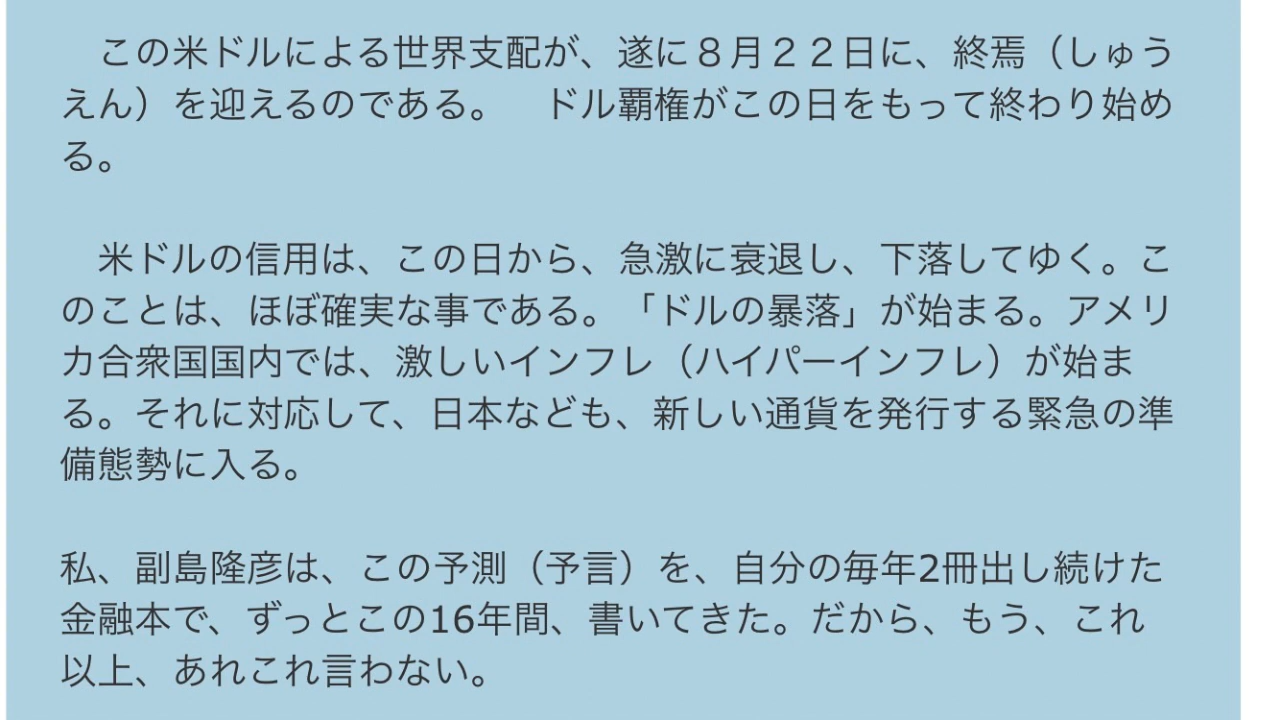 この米ドルによる世界支配が、遂に８月２２日に、終焉（しゅう
えん）を迎えるのである。　ドル覇権がこの日をもって終わり始め
る。
　米ドルの信用は、この日から、急激に衰退し、下落してゆく。こ
のことは、ほぼ確実な事である。「ドルの暴落」が始まる。アメリ
カ合衆国国内では、激しいインフレ（ハイパーインフレ）が始ま
る。それに対応して、日本なども、新しい通貨を発行する緊急の準
備態勢に入る。
私、副島隆彦は、この予測（予言）を、自分の毎年2冊出し続けた
金融本で、ずっとこの16年間、書いてきた。だから、もう、これ
以上、あれこれ言わない。